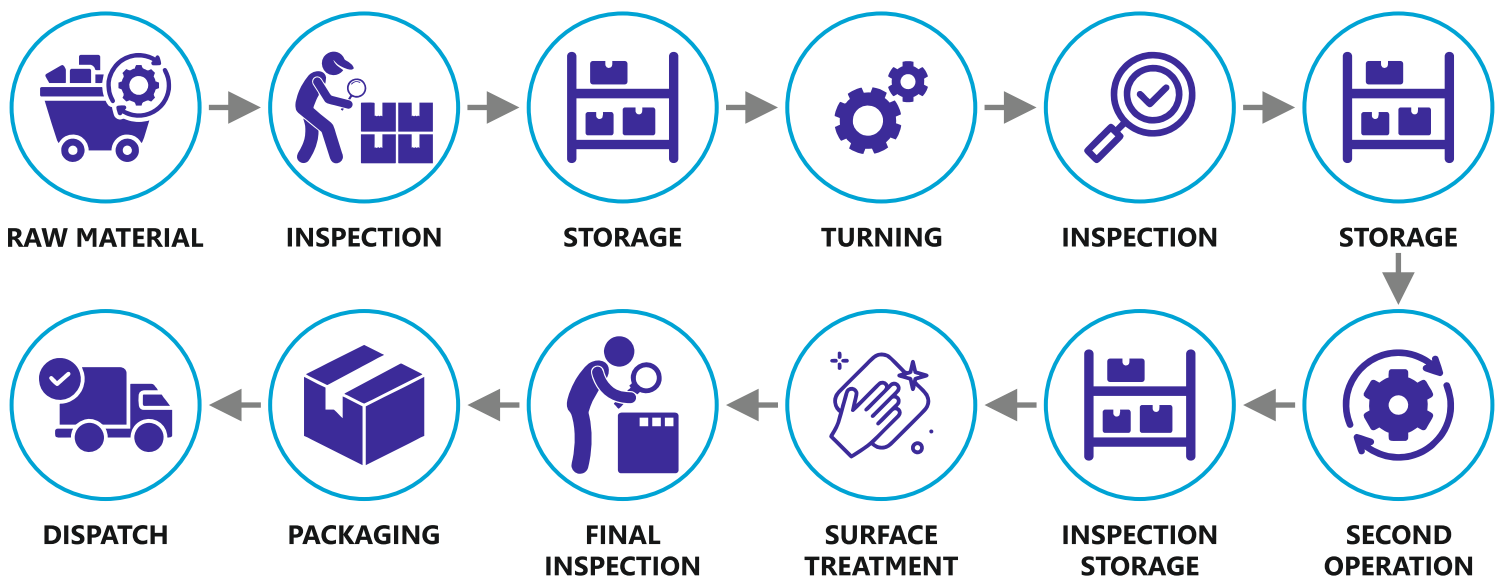 RAW MATERIAL
INSPECTION
STORAGE
TURNING
INSPECTION
STORAGE
DISPATCH
PACKAGING
FINAL
INSPECTION
SURFACE
TREATMENT
INSPECTION
STORAGE
SECOND
OPERATION